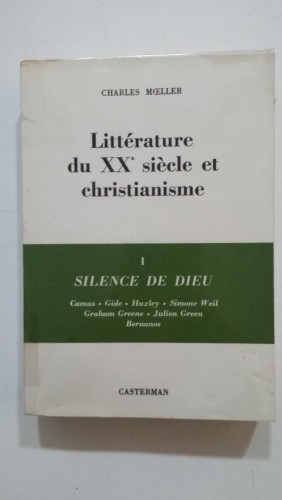 CHARLES MŒLLER
Littérature
du XXᵉ siècle et
christianisme
I
SILENCE DE DIEU
Camus • Gide • Huxley • Simone Weil
Graham Greene • Julien Green
Bernanos
CASTERMAN